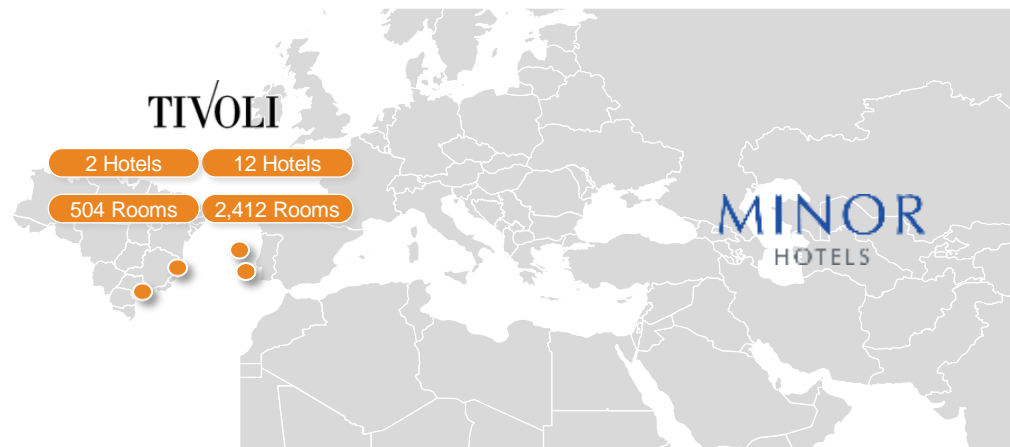 TIVOLI
2 Hotels
12 Hotels
504 Rooms
2,412 Rooms
MINOR
HOTELS